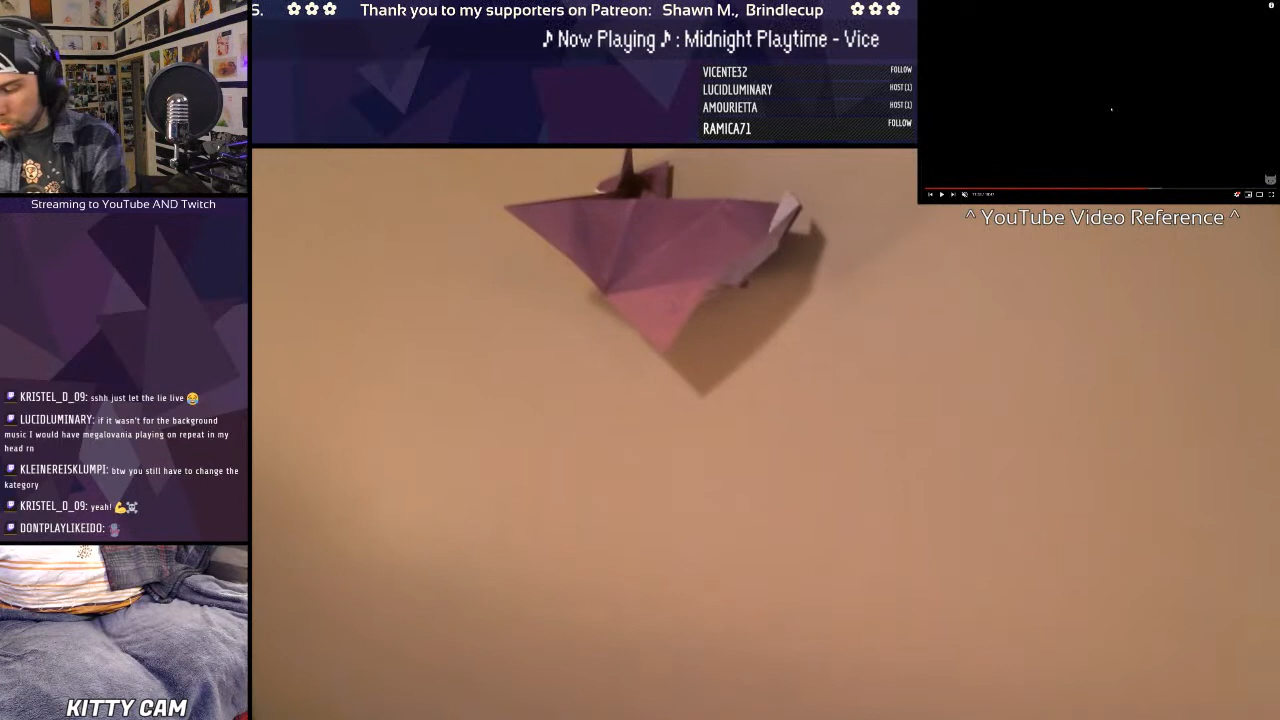 S. ✿ ✿ ✿ Thank you to my supporters on Patreon: Shawn M., Brindlecup ✿ ✿ ✿
♪ Now Playing ♪ : Midnight Playtime - Vice
VICENTE32 FOLLOW
LUCIDLUMINARY HOST (1)
AMOURIETTA HOST (1)
RAMICA71 FOLLOW
^ YouTube Video Reference ^
Streaming to YouTube AND Twitch
KRISTEL_D_09: sshh just let the lie live 😂
LUCIDLUMINARY: if it wasn't for the background
music I would have megalovania playing on repeat in my
head rn
KLEINEREISKLUMPI: btw you still have to change the
kategory
KRISTEL_D_09: yeah! 💪☠️
DONTPLAYLIKEIDO:
KITTY CAM